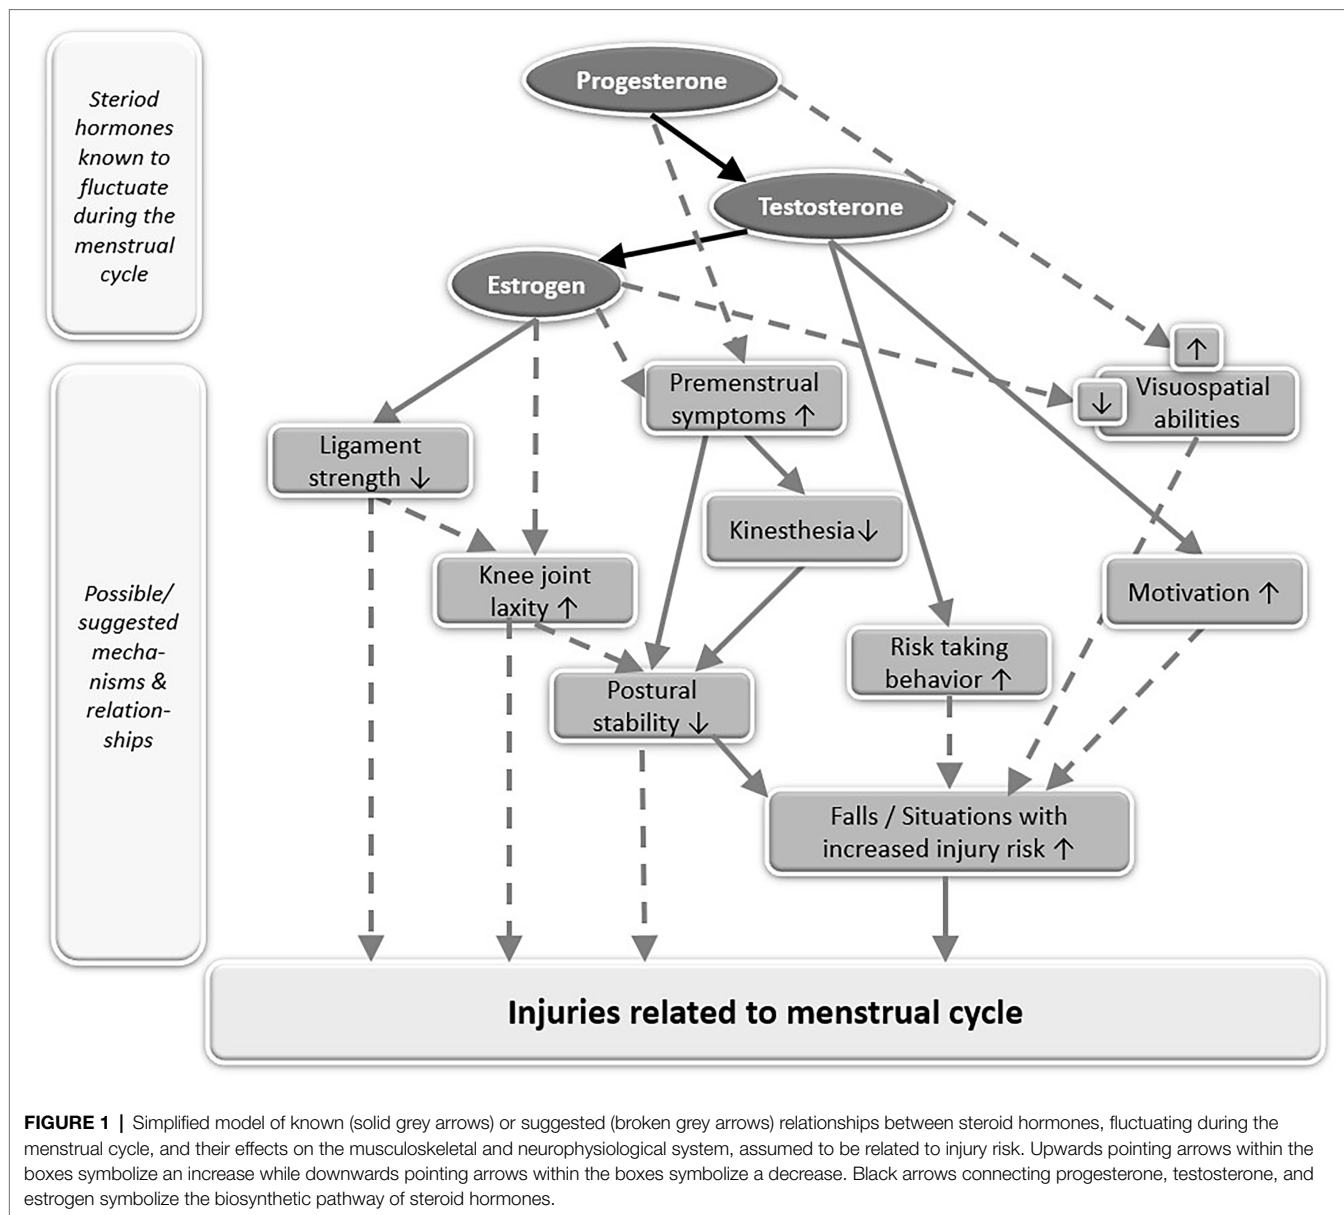 Steriod
hormones
known to
fluctuate
during the
menstrual
cycle
Progesterone
Testosterone
Estrogen
↑
Premenstrual
symptoms ↑
Visuospatial
abilities
↓
Ligament
strength ↓
Kinesthesia↓
Knee joint
laxity ↑
Motivation ↑
Possible/
suggested
mecha-
nisms &
relation-
ships
Risk taking
behavior ↑
Postural
stability ↓
Falls / Situations with
increased injury risk ↑
Injuries related to menstrual cycle
FIGURE 1 | Simplified model of known (solid grey arrows) or suggested (broken grey arrows) relationships between steroid hormones, fluctuating during the
menstrual cycle, and their effects on the musculoskeletal and neurophysiological system, assumed to be related to injury risk. Upwards pointing arrows within the
boxes symbolize an increase while downwards pointing arrows within the boxes symbolize a decrease. Black arrows connecting progesterone, testosterone, and
estrogen symbolize the biosynthetic pathway of steroid hormones.